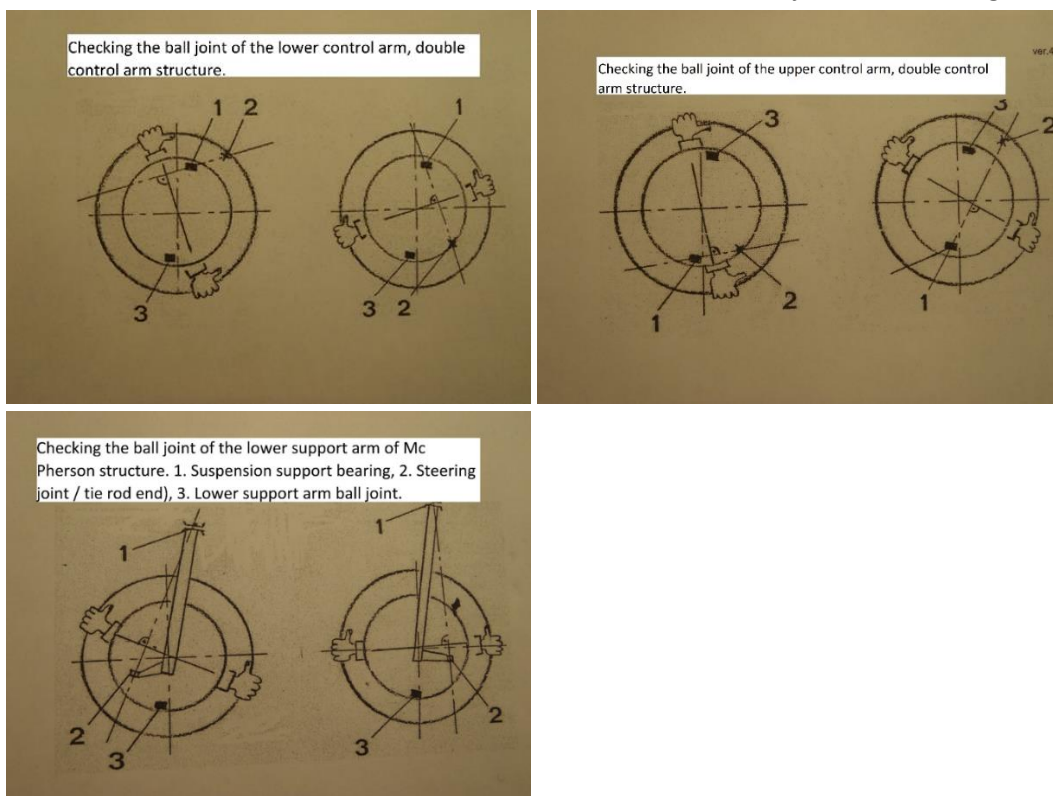 Checking the ball joint of the lower control arm, double
control arm structure.
1 2
1
3
3 2
ver.4
Checking the ball joint of the upper control arm, double control
arm structure.
3
3
2
1
2
1
Checking the ball joint of the lower support arm of Mc
Pherson structure. 1. Suspension support bearing, 2. Steering
joint / tie rod end), 3. Lower support arm ball joint.
1
1
2
3
2
3